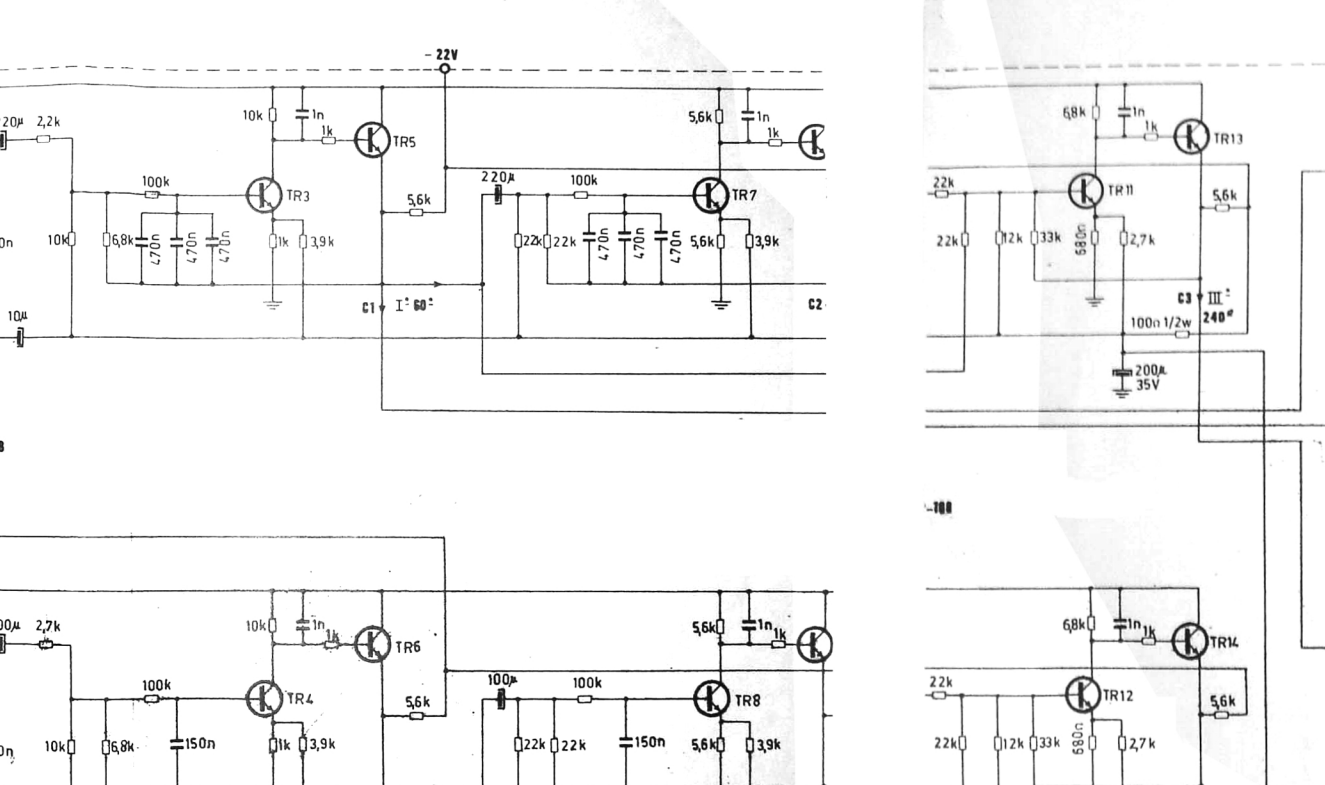 - 22V
20μ 2,2k
10k 1n
1k
TR5
5,6k 1n
1k
6,8k 1n
1k
TR13
100k
TR3
5,6k
220μ 100k
TR7
22k
TR11
5,6k
0n 10k 6,8k 470n 470n 470n 1k 3,9k
22k 22k 470n 470n 470n 5,6k 3,9k
22k 12k 33k 680n 2,7k
10μ
C1 I÷60÷
C2
C3 III÷
240°
100n 1/2w
200μ
35V
-100
00μ 2,7k
10k 1n
1k
TR6
5,6k 1n
1k
6,8k 1n
1k
TR14
100k
TR4
5,6k
100μ 100k
TR8
22k
TR12
5,6k
0n 10k 6,8k 150n 1k 3,9k
22k 22k 150n 5,6k 3,9k
22k 12k 33k 680n 2,7k